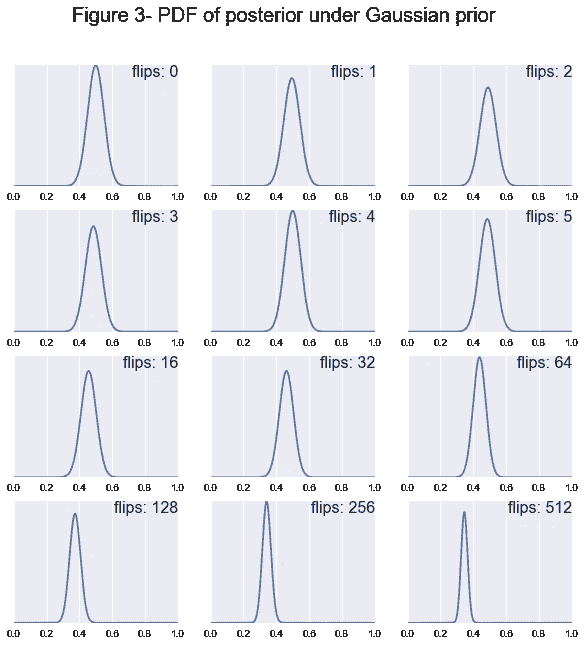 Figure 3- PDF of posterior under Gaussian prior
flips: 0 flips: 1 flips: 2
0.0 0.2 0.4 0.6 0.8 1.0 0.0 0.2 0.4 0.6 0.8 1.0 0.0 0.2 0.4 0.6 0.8 1.0
flips: 3 flips: 4 flips: 5
0.0 0.2 0.4 0.6 0.8 1.0 0.0 0.2 0.4 0.6 0.8 1.0 0.0 0.2 0.4 0.6 0.8 1.0
flips: 16 flips: 32 flips: 64
0.0 0.2 0.4 0.6 0.8 1.0 0.0 0.2 0.4 0.6 0.8 1.0 0.0 0.2 0.4 0.6 0.8 1.0
flips: 128 flips: 256 flips: 512
0.0 0.2 0.4 0.6 0.8 1.0 0.0 0.2 0.4 0.6 0.8 1.0 0.0 0.2 0.4 0.6 0.8 1.0